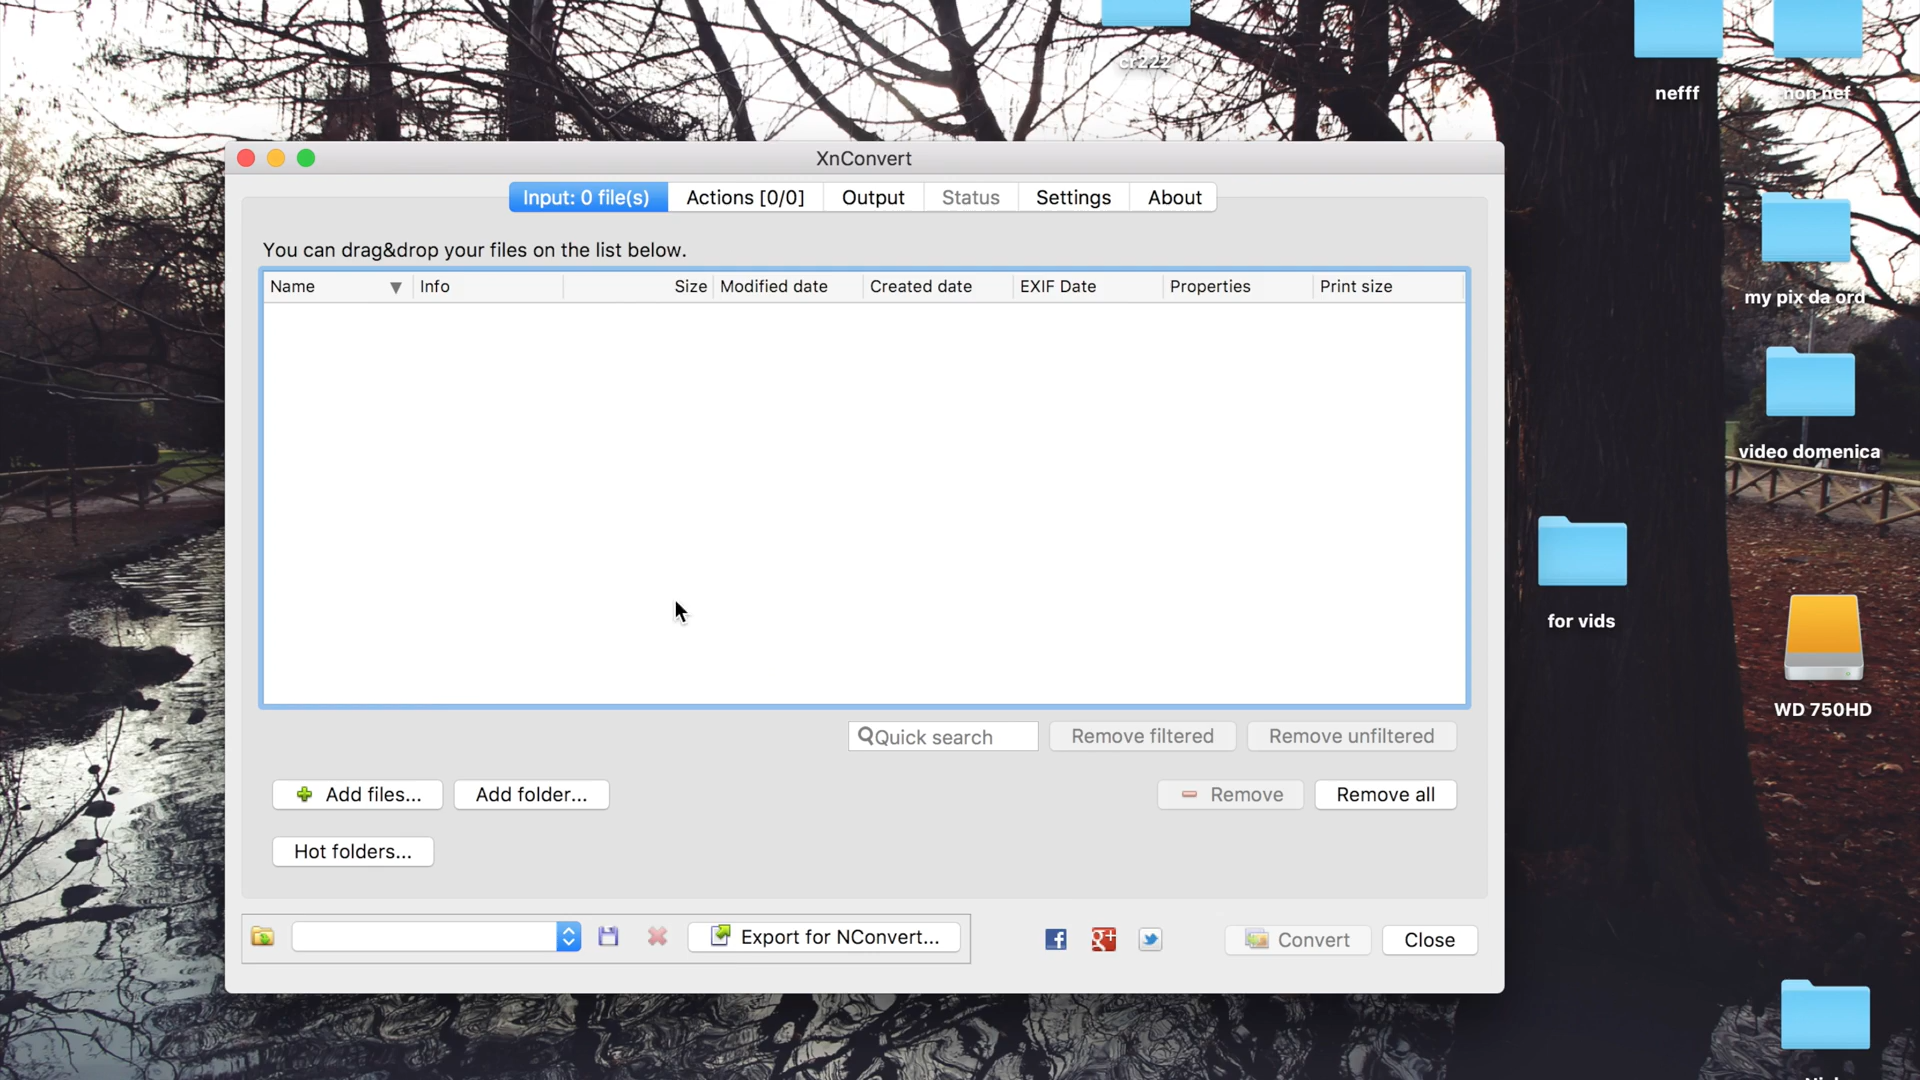 cr222
nefff
non nef
XnConvert
Input: 0 file(s)
Actions [0/0]
Output
Status
Settings
About
You can drag&drop your files on the list below.
Name
Info
Size
Modified date
Created date
EXIF Date
Properties
Print size
my pix da ord
video domenica
for vids
WD 750HD
Quick search
Remove filtered
Remove unfiltered
Add files...
Add folder...
Remove
Remove all
Hot folders...
Export for NConvert...
Convert
Close